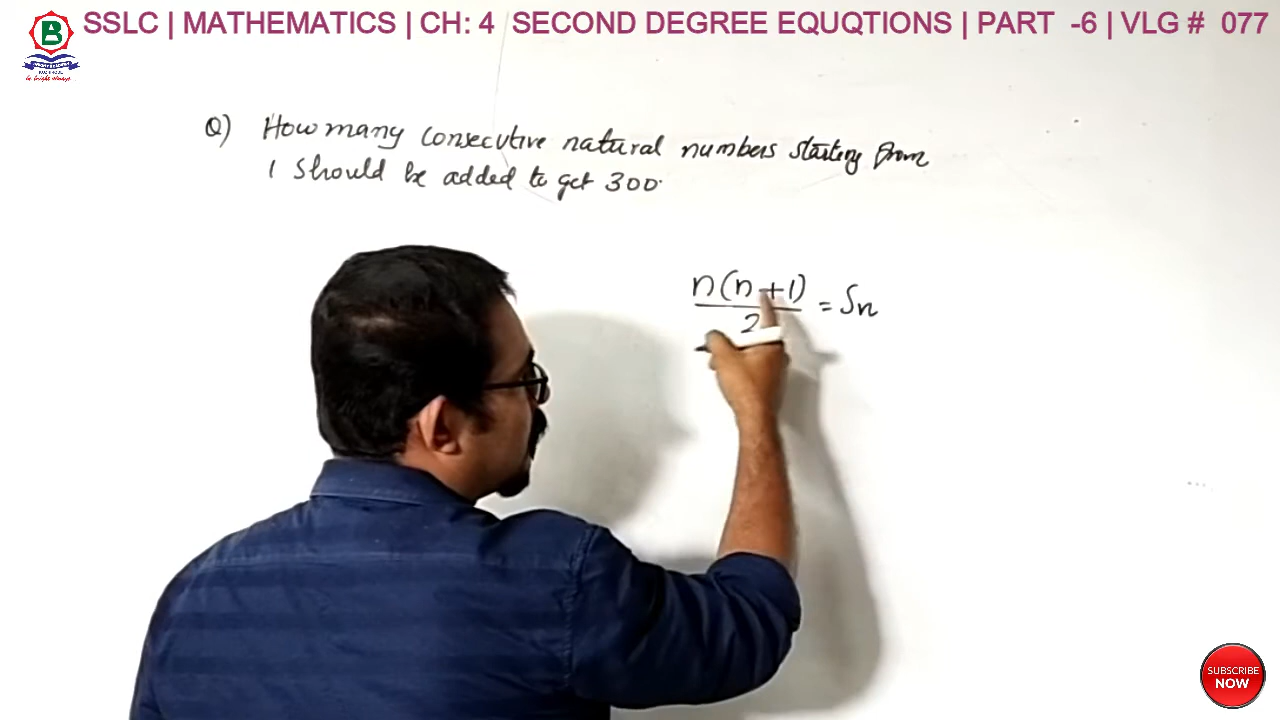 SSLC | MATHEMATICS | CH: 4 SECOND DEGREE EQUQTIONS | PART -6 | VLG # 077
B
Q) How many consecutive natural numbers starting from
1 should be added to get 300.
n(n+1)
2
= Sn
SUBSCRIBE
NOW